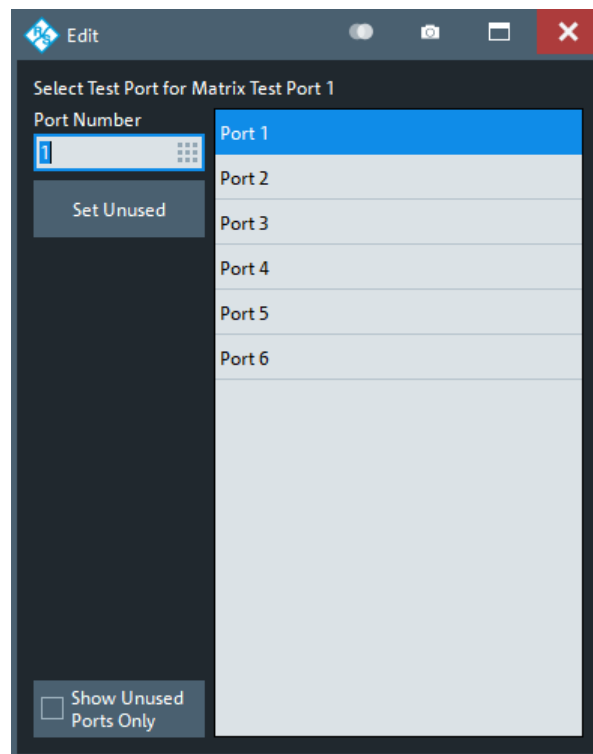 Edit
Select Test Port for Matrix Test Port 1
Port Number
1
Set Unused
Port 1
Port 2
Port 3
Port 4
Port 5
Port 6
Show Unused
Ports Only